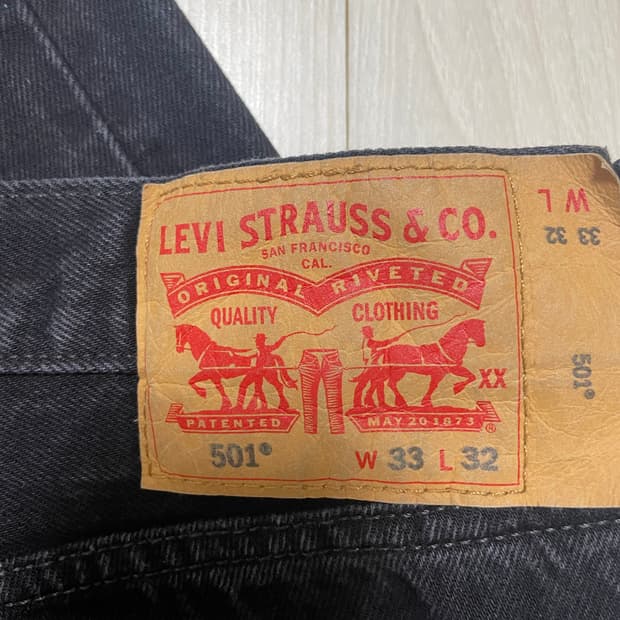 LEVI STRAUSS & CO.
SAN FRANCISCO
CAL.
ORIGINAL RIVETED
QUALITY CLOTHING
XX
PATENTED MAY 20 1873 ®
501® W 33 L 32
W L
33 32
501®